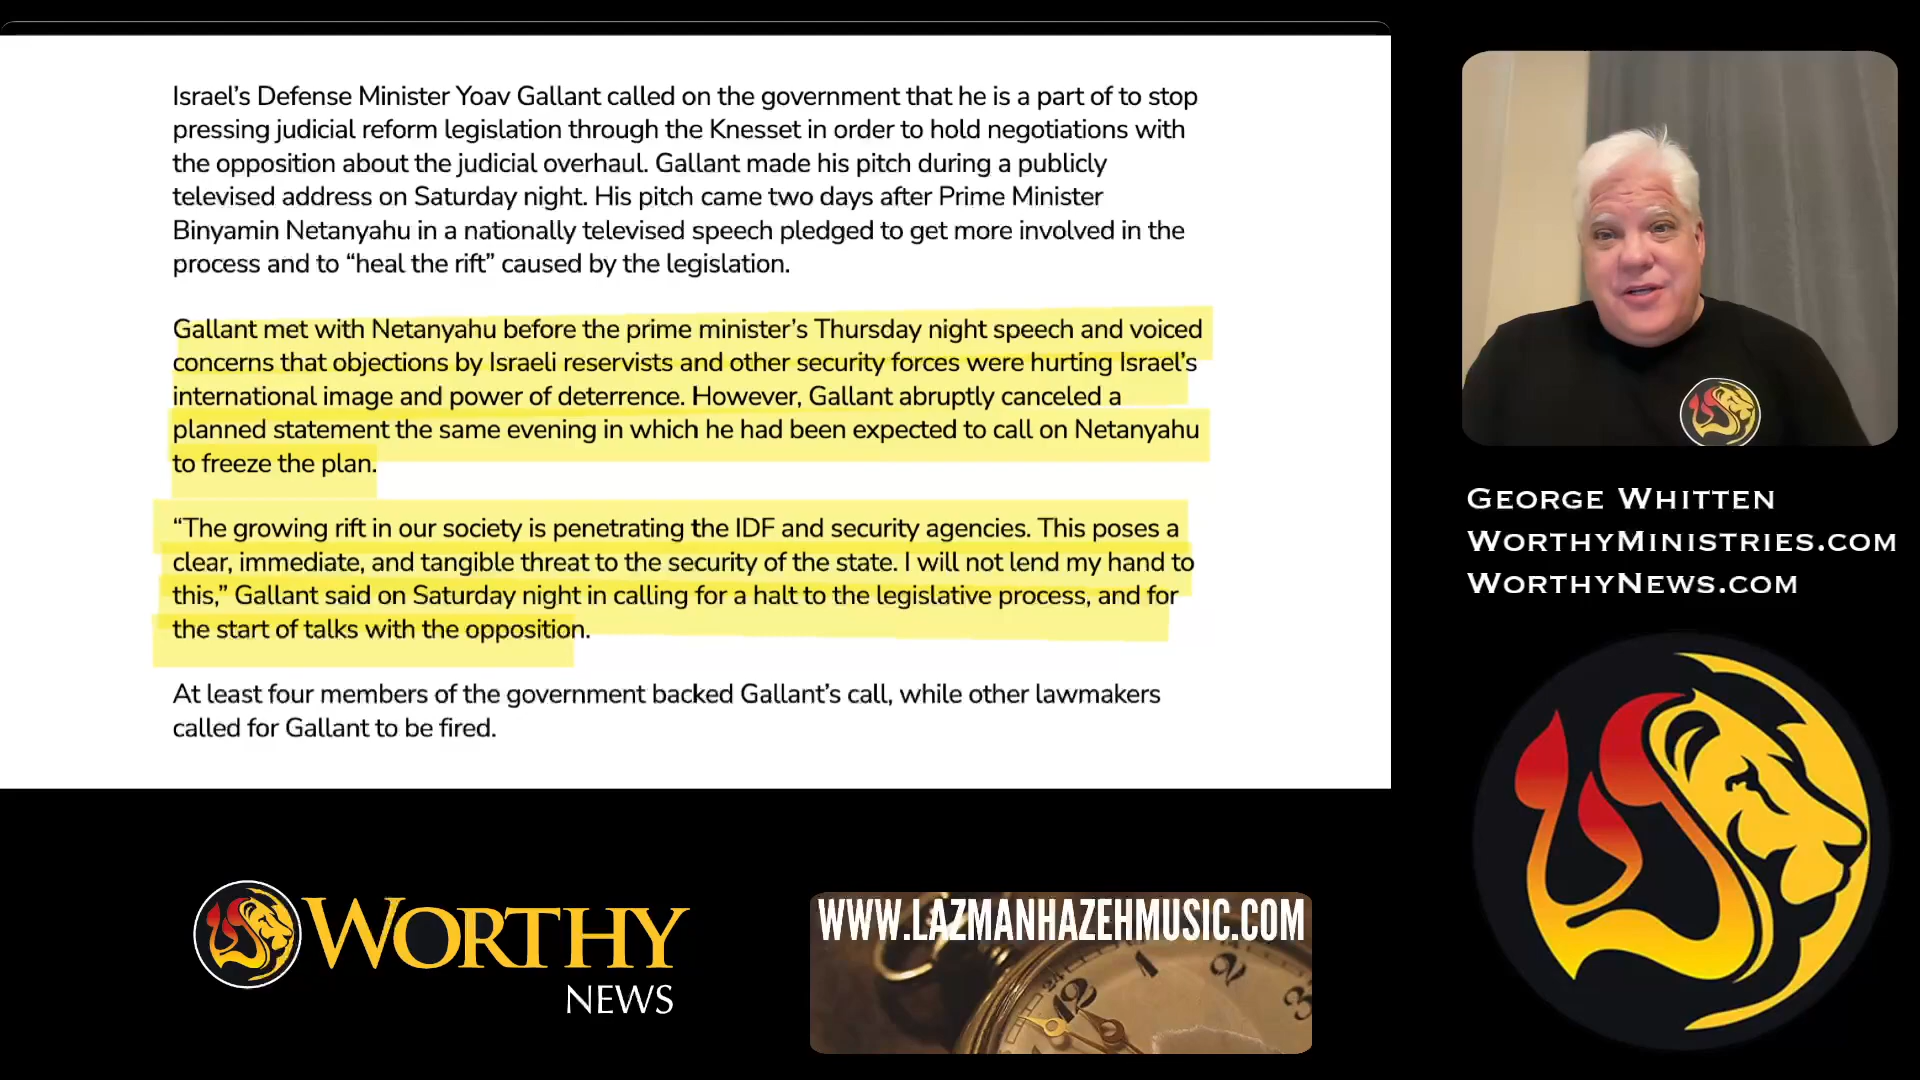 Israel’s Defense Minister Yoav Gallant called on the government that he is a part of to stop
pressing judicial reform legislation through the Knesset in order to hold negotiations with
the opposition about the judicial overhaul. Gallant made his pitch during a publicly
televised address on Saturday night. His pitch came two days after Prime Minister
Binyamin Netanyahu in a nationally televised speech pledged to get more involved in the
process and to “heal the rift” caused by the legislation.
Gallant met with Netanyahu before the prime minister’s Thursday night speech and voiced
concerns that objections by Israeli reservists and other security forces were hurting Israel’s
international image and power of deterrence. However, Gallant abruptly canceled a
planned statement the same evening in which he had been expected to call on Netanyahu
to freeze the plan.
“The growing rift in our society is penetrating the IDF and security agencies. This poses a
clear, immediate, and tangible threat to the security of the state. I will not lend my hand to
this,” Gallant said on Saturday night in calling for a halt to the legislative process, and for
the start of talks with the opposition.
At least four members of the government backed Gallant’s call, while other lawmakers
called for Gallant to be fired.
George Whitten
WorthyMinistries.com
WorthyNews.com
WORTHY
NEWS
WWW.LAZMANHAZEHMUSIC.COM
24
12
1
2
3